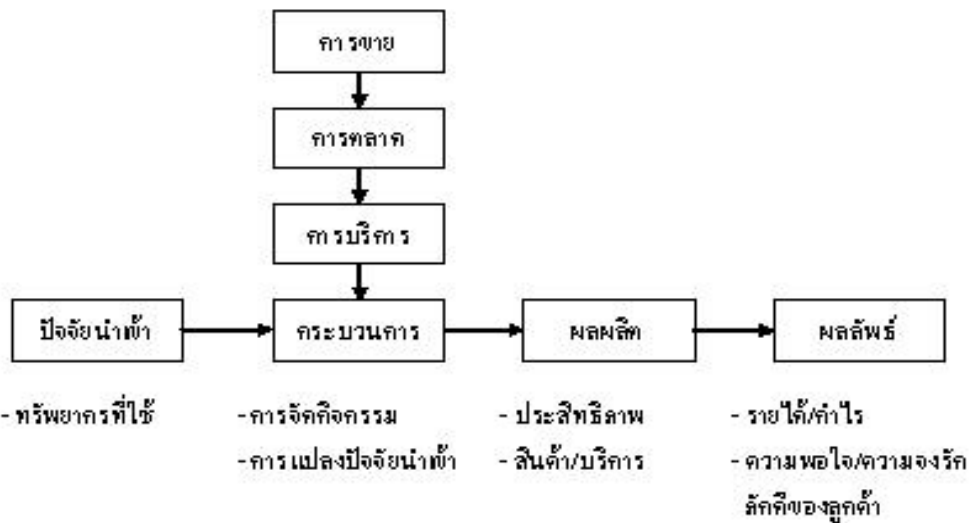 การขาย
การตลาด
การบริการ
ปัจจัยนำเข้า
กระบวนการ
ผลผลิต
ผลลัพธ์
- ทรัพยากรที่ใช้
- การจัดกิจกรรม
- การแปลงปัจจัยนำเข้า
- ประสิทธิภาพ
- สินค้า/บริการ
- รายได้/กำไร
- ความพอใจ/ความจงรัก
ภักดีของลูกค้า